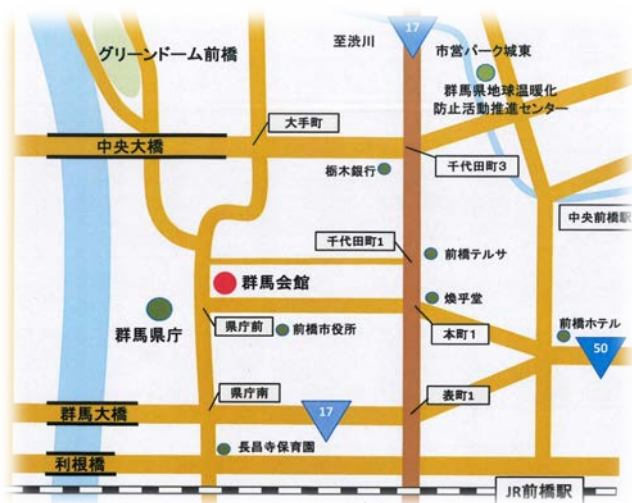 17
至渋川
市営パーク城東
グリーンドーム前橋
群馬県地球温暖化
防止活動推進センター
大手町
中央大橋
千代田町3
栃木銀行
中央前橋駅
千代田町1
前橋テルサ
群馬会館
煥平堂
県庁前
前橋市役所
本町1
前橋ホテル
群馬県庁
50
県庁南
表町1
群馬大橋
17
長昌寺保育園
利根橋
JR前橋駅